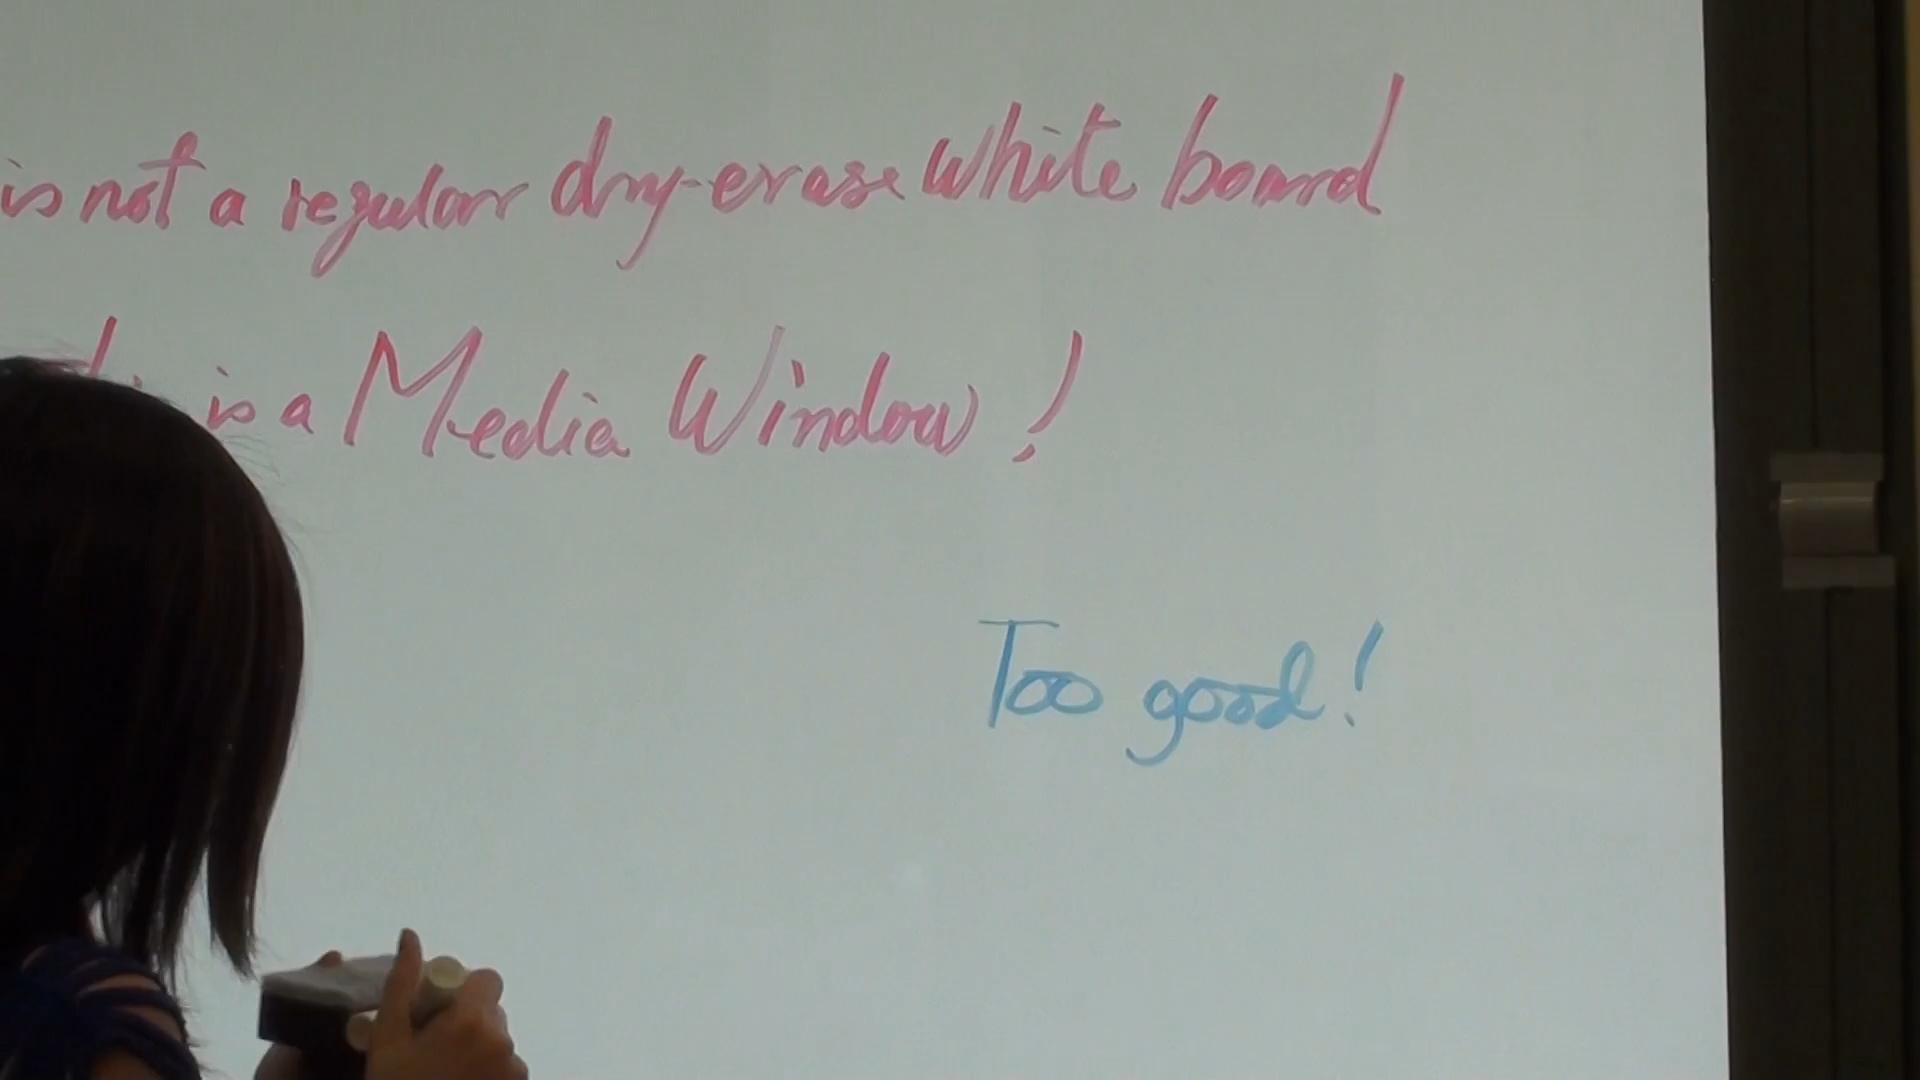 is not a regular dry-erase white board
is a Media Window!
Too good!